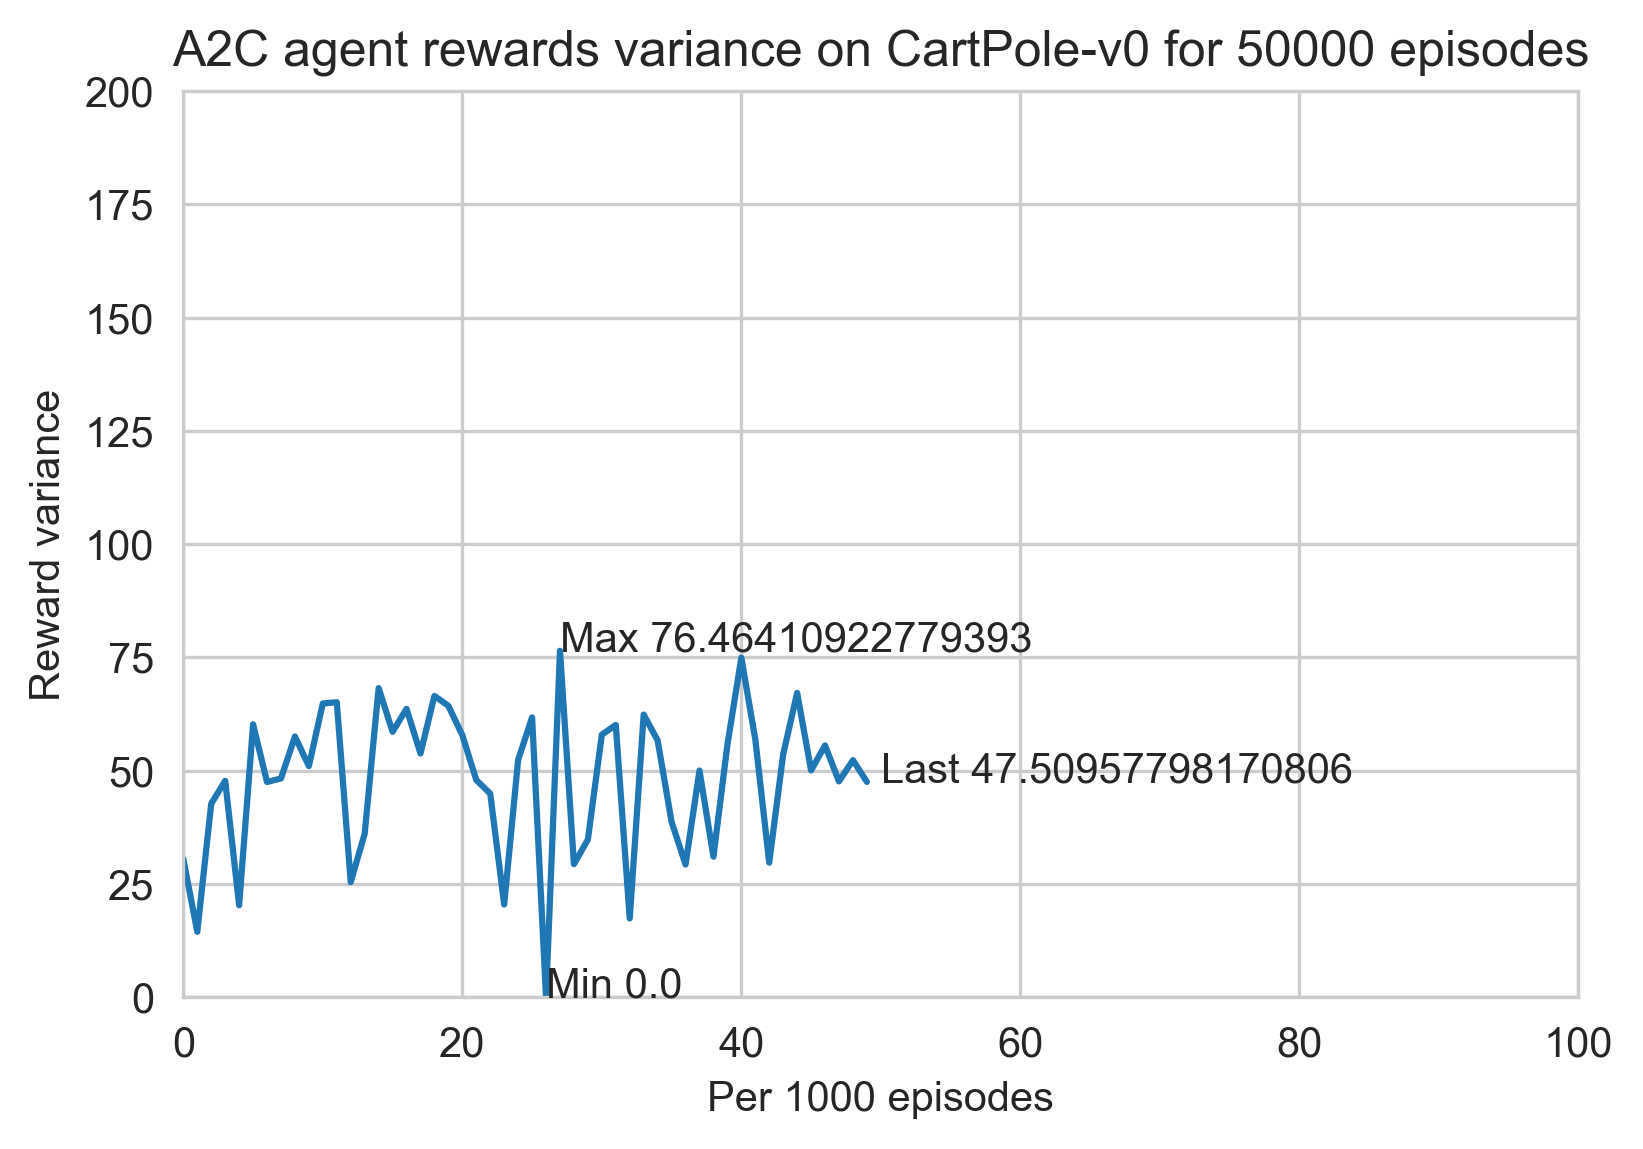 A2C agent rewards variance on CartPole-v0 for 50000 episodes
200
175
150
125
100
75
50
25
0
Reward variance
Max 76.46410922779393
Last 47.50957798170806
Min 0.0
0 20 40 60 80 100
Per 1000 episodes